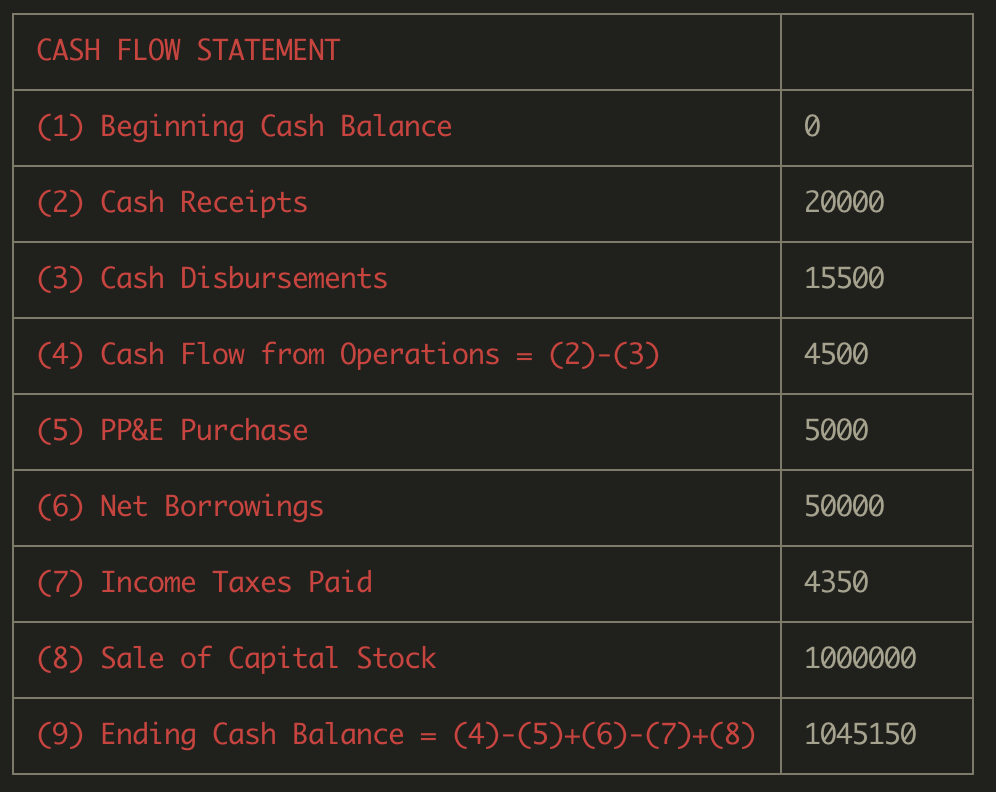 CASH FLOW STATEMENT
(1) Beginning Cash Balance 0
(2) Cash Receipts 20000
(3) Cash Disbursements 15500
(4) Cash Flow from Operations = (2)-(3) 4500
(5) PP&E Purchase 5000
(6) Net Borrowings 50000
(7) Income Taxes Paid 4350
(8) Sale of Capital Stock 1000000
(9) Ending Cash Balance = (4)-(5)+(6)-(7)+(8) 1045150